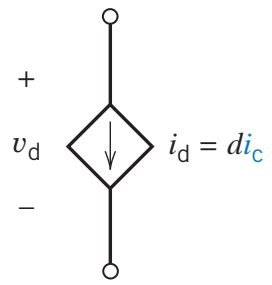 +
v_d
i_d = di_c
−